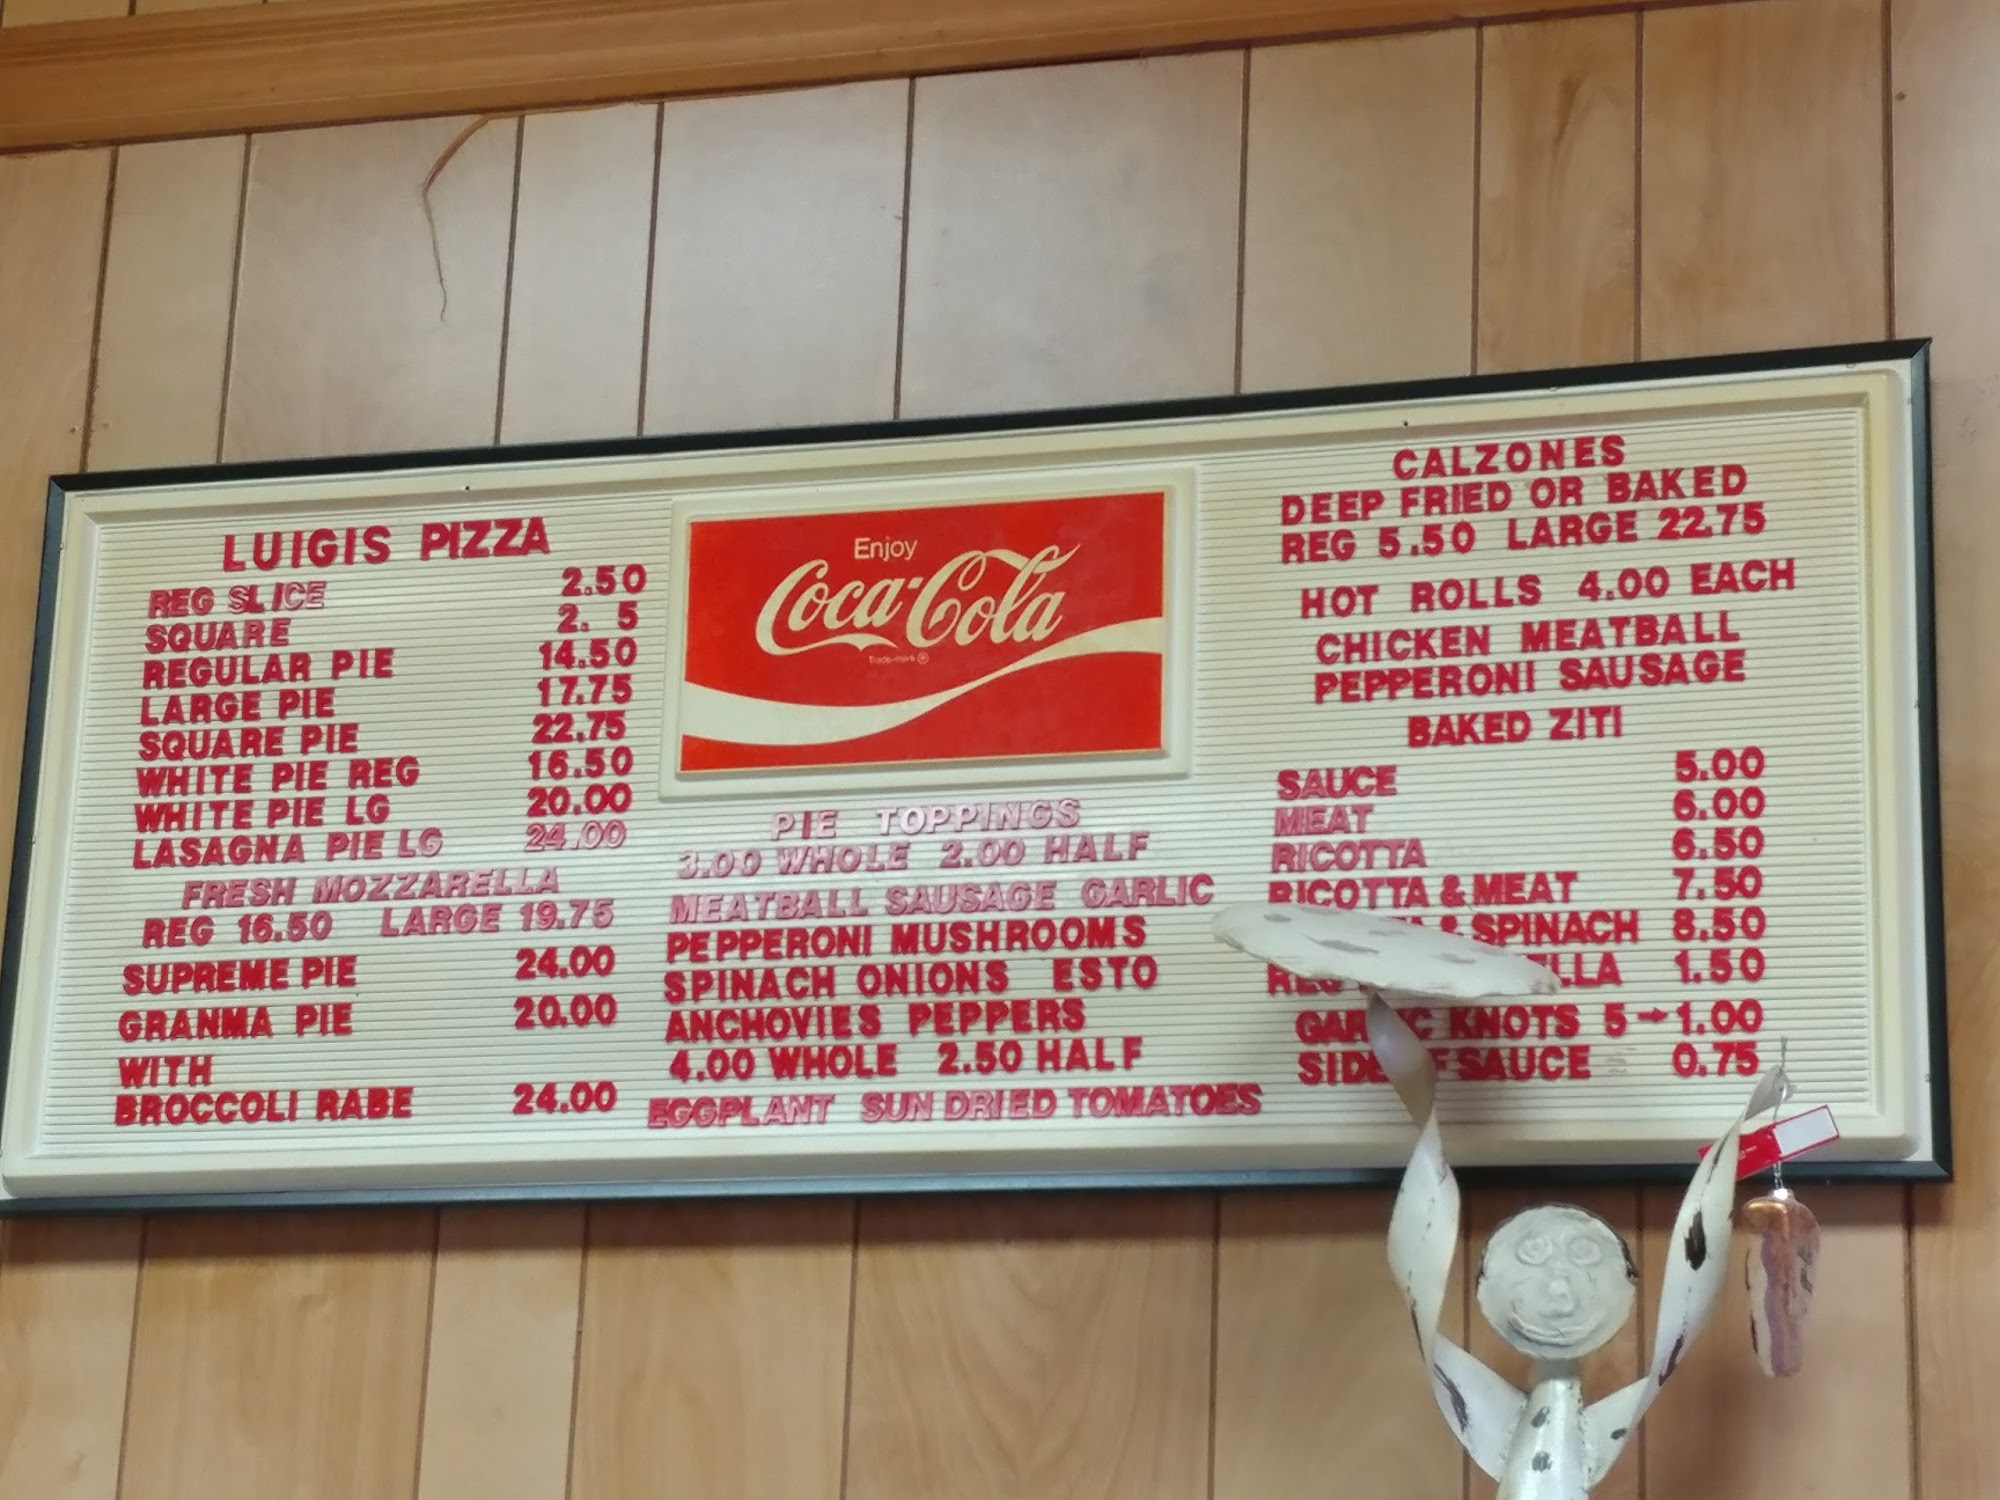 LUIGIS PIZZA
REG SLICE 2.50
SQUARE 2. 5
REGULAR PIE 14.50
LARGE PIE 17.75
SQUARE PIE 22.75
WHITE PIE REG 16.50
WHITE PIE LG 20.00
LASAGNA PIE LG 24.00
FRESH MOZZARELLA
REG 16.50 LARGE 19.75
SUPREME PIE 24.00
GRANMA PIE 20.00
WITH
BROCCOLI RABE 24.00
Enjoy
Coca-Cola
Trade-mark ®
PIE TOPPINGS
3.00 WHOLE 2.00 HALF
MEATBALL SAUSAGE GARLIC
PEPPERONI MUSHROOMS
SPINACH ONIONS ESTO
ANCHOVIES PEPPERS
4.00 WHOLE 2.50 HALF
EGGPLANT SUN DRIED TOMATOES
CALZONES
DEEP FRIED OR BAKED
REG 5.50 LARGE 22.75
HOT ROLLS 4.00 EACH
CHICKEN MEATBALL
PEPPERONI SAUSAGE
BAKED ZITI
SAUCE 5.00
MEAT 6.00
RICOTTA 6.50
RICOTTA & MEAT 7.50
& SPINACH 8.50
1.50
GARLIC KNOTS 5→1.00
SIDE OF SAUCE 0.75